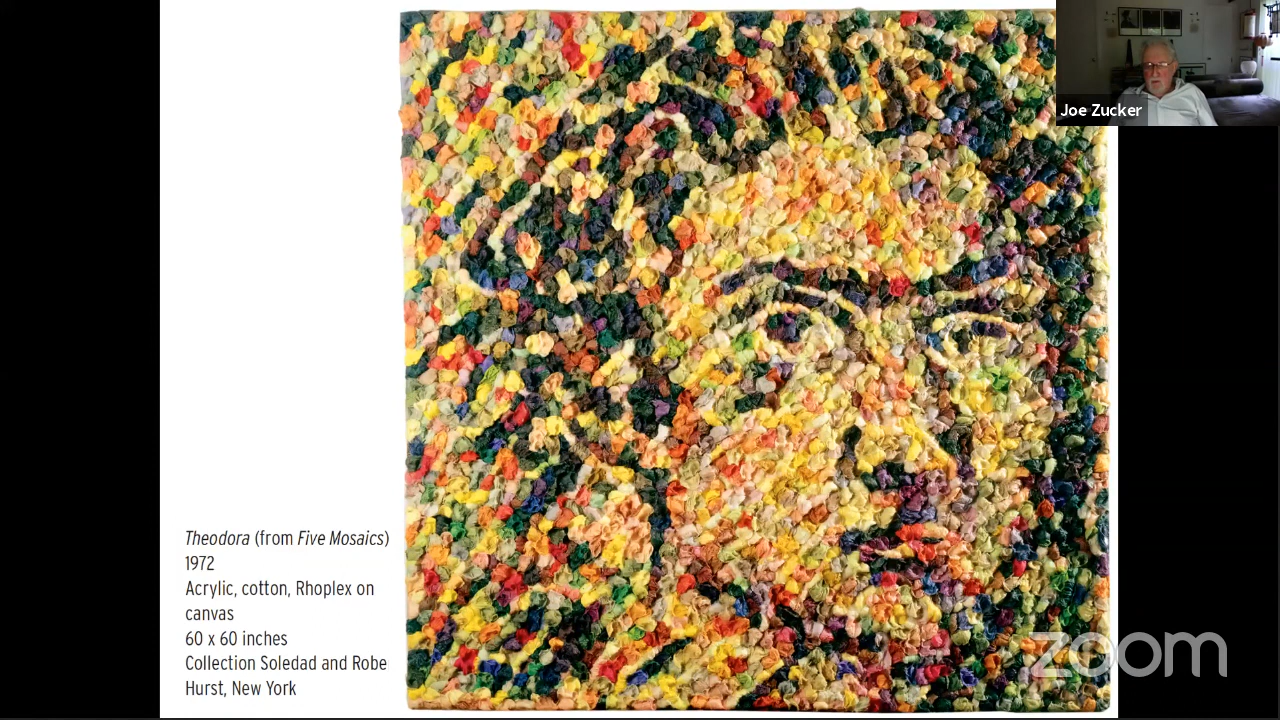 Joe Zucker
Theodora (from Five Mosaics)
1972
Acrylic, cotton, Rhoplex on
canvas
60 x 60 inches
Collection Soledad and Robe
Hurst, New York
zoom